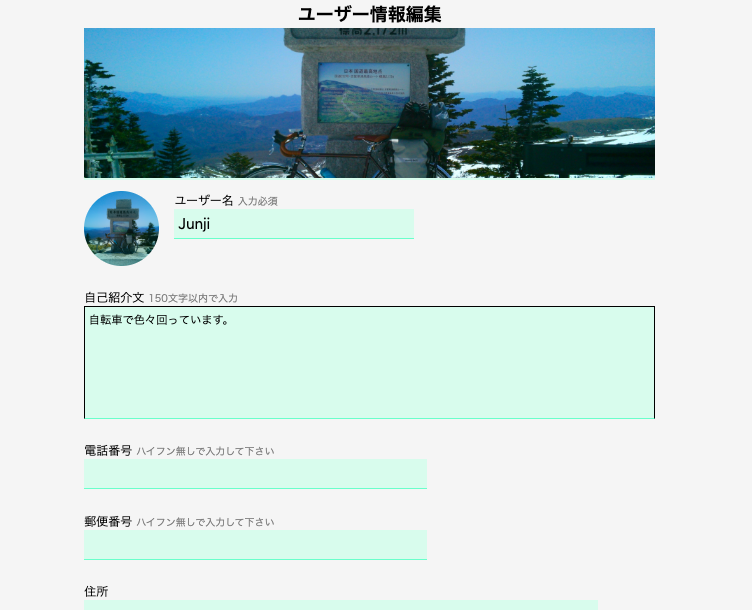 ユーザー情報編集
標高2,172m
ユーザー名 入力必須
Junji
自己紹介文 150文字以内で入力
自転車で色々回っています。
電話番号 ハイフン無しで入力して下さい
郵便番号 ハイフン無しで入力して下さい
住所